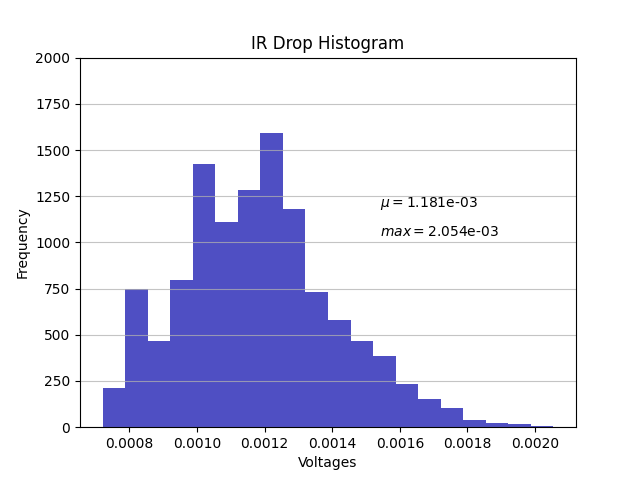 IR Drop Histogram
2000
1750
1500
1250
1000
750
500
250
0
Frequency
μ = 1.181e-03
max = 2.054e-03
0.0008 0.0010 0.0012 0.0014 0.0016 0.0018 0.0020
Voltages